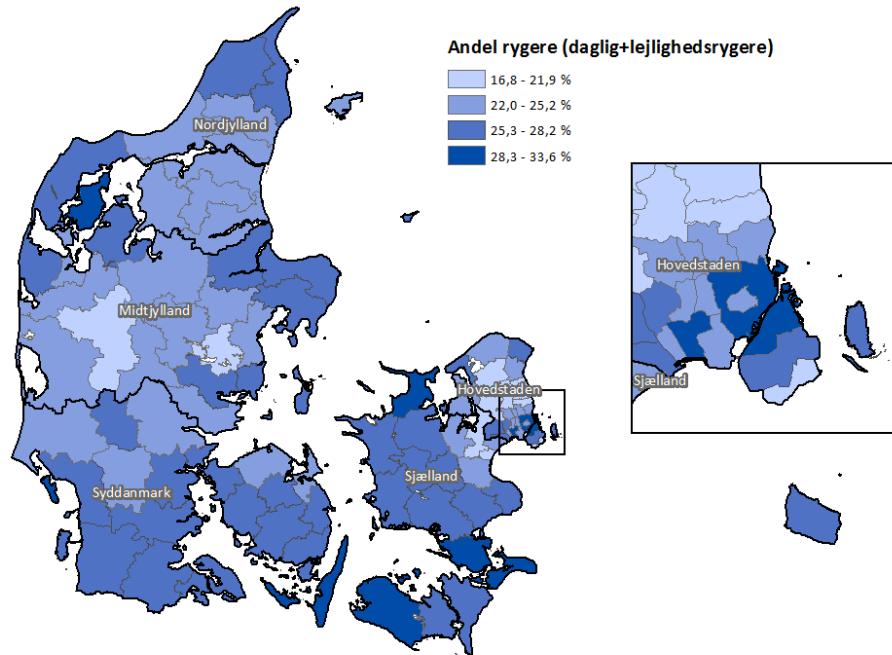 Andel rygere (daglig+lejlighedsrygere)
16,8 - 21,9 %
22,0 - 25,2 %
25,3 - 28,2 %
28,3 - 33,6 %
Nordjylland
Midtjylland
Hovedstaden
Sjælland
Syddanmark
Hovedstaden
Sjælland